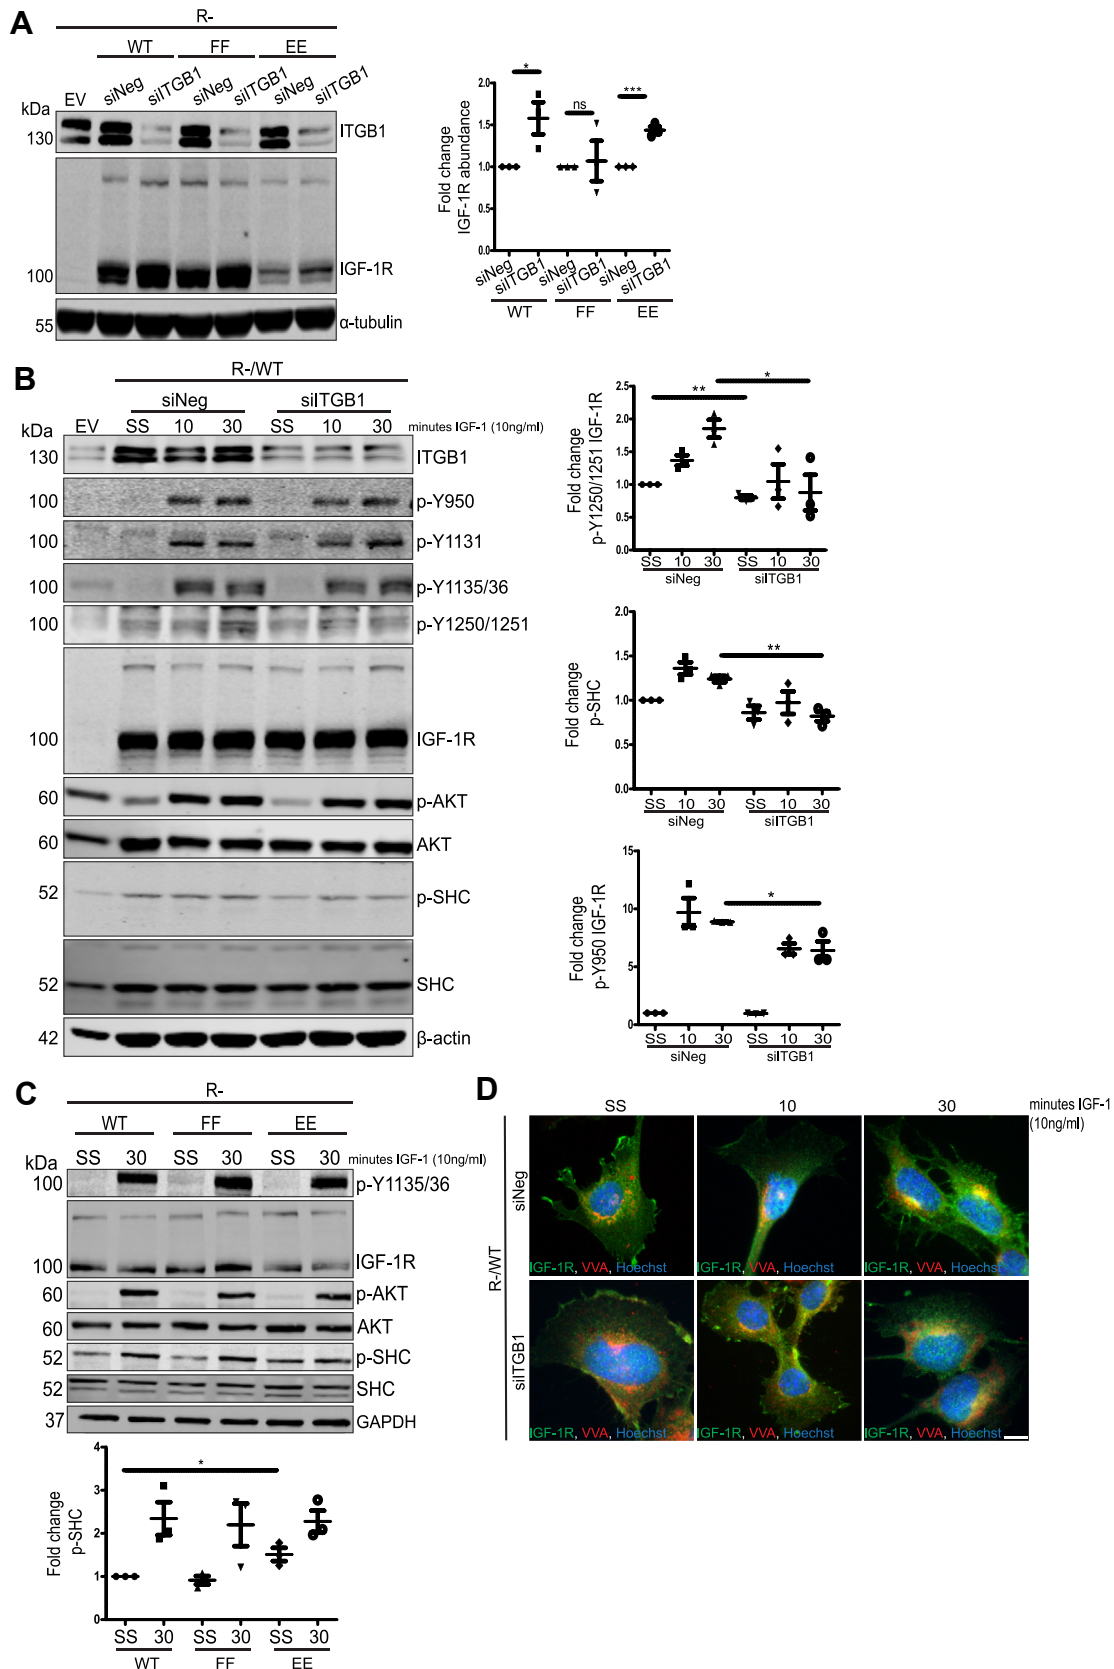 A
R-
WT FF EE
EV siNeg siITGB1 siNeg siITGB1 siNeg siITGB1
kDa
130 ITGB1
100 IGF-1R
55 α-tubulin
Fold change
IGF-1R abundance
2.0
1.5
1.0
0.5
0.0
* ns ***
siNeg siITGB1 siNeg siITGB1 siNeg siITGB1
WT FF EE
B
R-/WT
siNeg siITGB1
kDa EV SS 10 30 SS 10 30 minutes IGF-1 (10ng/ml)
130 ITGB1
100 p-Y950
100 p-Y1131
100 p-Y1135/36
100 p-Y1250/1251
100 IGF-1R
60 p-AKT
60 AKT
52 p-SHC
52 SHC
42 β-actin
Fold change
p-Y1250/1251 IGF-1R
2.5
2.0
1.5
1.0
0.5
0.0
** *
SS 10 30 SS 10 30
siNeg siITGB1
Fold change
p-SHC
2.0
1.5
1.0
0.5
0.0
**
SS 10 30 SS 10 30
siNeg siITGB1
Fold change
p-Y950 IGF-1R
15
10
5
0
*
SS 10 30 SS 10 30
siNeg siITGB1
C
R-
WT FF EE
kDa SS 30 SS 30 SS 30 minutes IGF-1 (10ng/ml)
100 p-Y1135/36
100 IGF-1R
60 p-AKT
60 AKT
52 p-SHC
52 SHC
37 GAPDH
Fold change
p-SHC
4
3
2
1
0
*
SS 30 SS 30 SS 30
WT FF EE
D
SS 10 30 minutes IGF-1
(10ng/ml)
R-/WT
siNeg
IGF-1R, VVA, Hoechst IGF-1R, VVA, Hoechst IGF-1R, VVA, Hoechst
siITGB1
IGF-1R, VVA, Hoechst IGF-1R, VVA, Hoechst IGF-1R, VVA, Hoechst